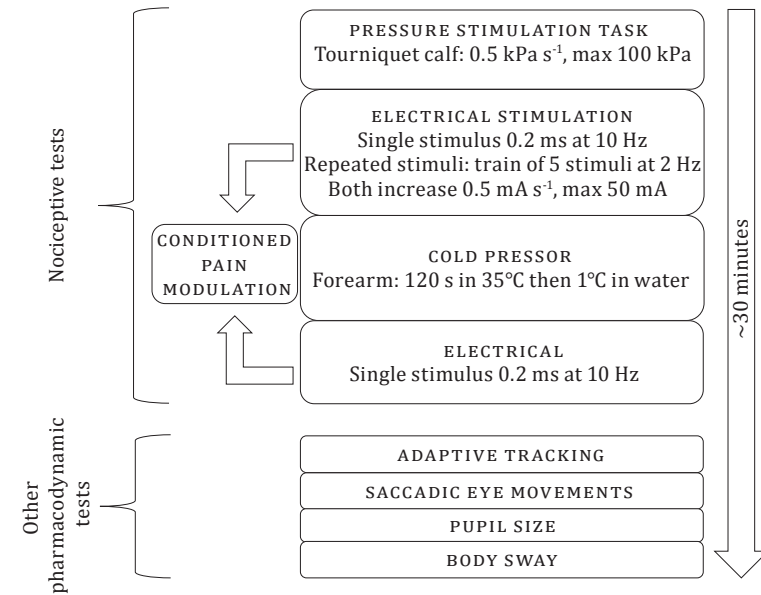 PRESSURE STIMULATION TASK
Tourniquet calf: 0.5 kPa s⁻¹, max 100 kPa
ELECTRICAL STIMULATION
Single stimulus 0.2 ms at 10 Hz
Repeated stimuli: train of 5 stimuli at 2 Hz
Both increase 0.5 mA s⁻¹, max 50 mA
CONDITIONED
PAIN
MODULATION
COLD PRESSOR
Forearm: 120 s in 35°C then 1°C in water
ELECTRICAL
Single stimulus 0.2 ms at 10 Hz
Nociceptive tests
ADAPTIVE TRACKING
SACCADIC EYE MOVEMENTS
PUPIL SIZE
BODY SWAY
Other
pharmacodynamic
tests
~30 minutes